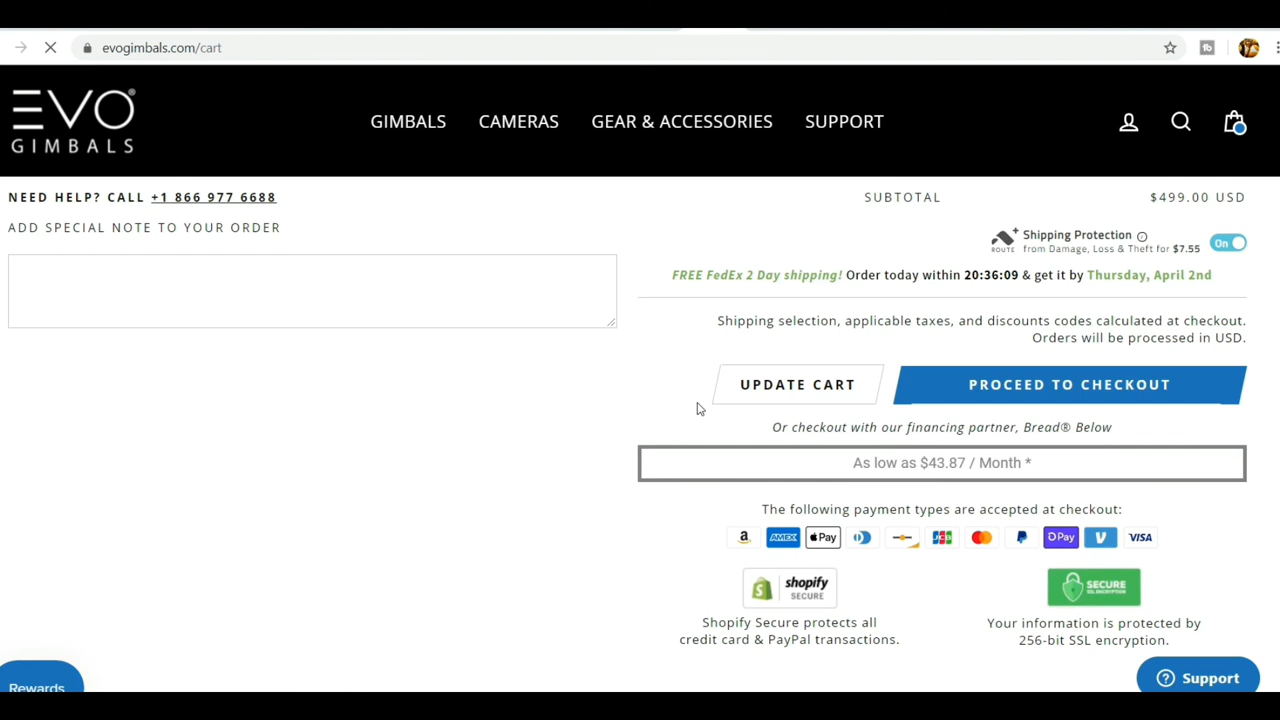 evogimbals.com/cart
EVO®
GIMBALS
GIMBALS CAMERAS GEAR & ACCESSORIES SUPPORT
NEED HELP? CALL +1 866 977 6688
ADD SPECIAL NOTE TO YOUR ORDER
SUBTOTAL $499.00 USD
ROUTE
Shipping Protection
from Damage, Loss & Theft for $7.55
On
FREE FedEx 2 Day shipping! Order today within 20:36:09 & get it by Thursday, April 2nd
Shipping selection, applicable taxes, and discounts codes calculated at checkout.
Orders will be processed in USD.
UPDATE CART
PROCEED TO CHECKOUT
Or checkout with our financing partner, Bread® Below
As low as $43.87 / Month *
The following payment types are accepted at checkout:
a AMEX Pay JCB Pay V VISA
shopify
SECURE
SECURE
SSL ENCRYPTION
Shopify Secure protects all
credit card & PayPal transactions.
Your information is protected by
256-bit SSL encryption.
Rewards
Support